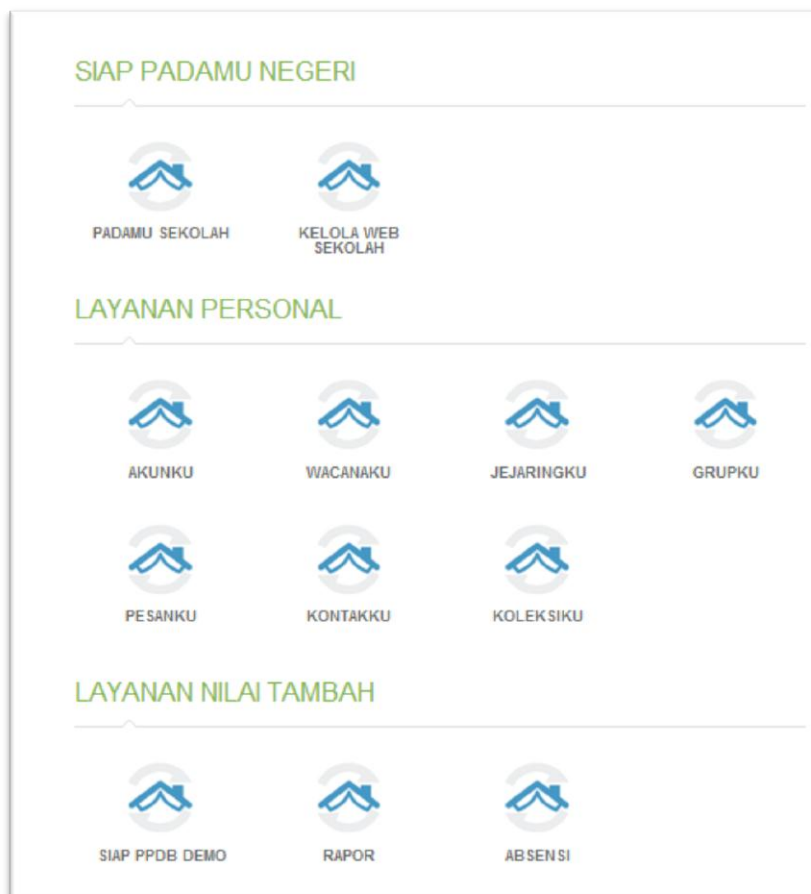 SIAP PADAMU NEGERI
PADAMU SEKOLAH
KELOLA WEB
SEKOLAH
LAYANAN PERSONAL
AKUNKU
WACANAKU
JEJARINGKU
GRUPKU
PESANKU
KONTAKKU
KOLEKSIKU
LAYANAN NILAI TAMBAH
SIAP PPDB DEMO
RAPOR
ABSENSI